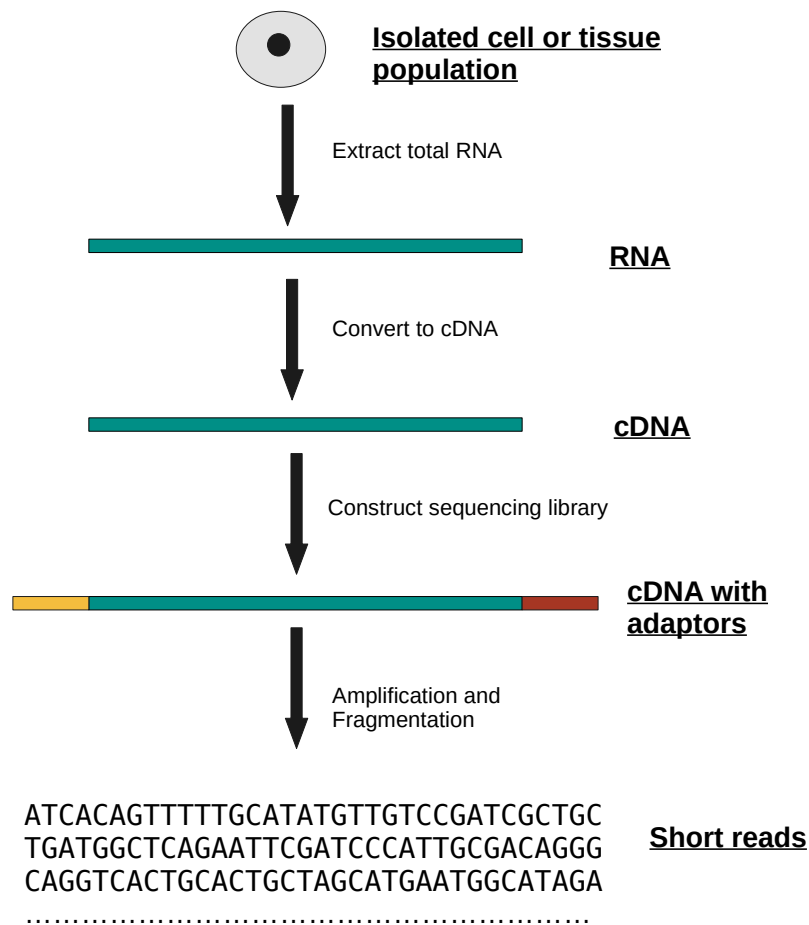 Isolated cell or tissue
population
Extract total RNA
RNA
Convert to cDNA
cDNA
Construct sequencing library
cDNA with
adaptors
Amplification and
Fragmentation
ATCACAGTTTTTGCATATGTTGTCCGATCGCTGC
TGATGGCTCAGAATTCGATCCCATTGCGACAGGG
CAGGTCACTGCACTGCTAGCATGAATGGCATAGA
Short reads
…………………………………………………